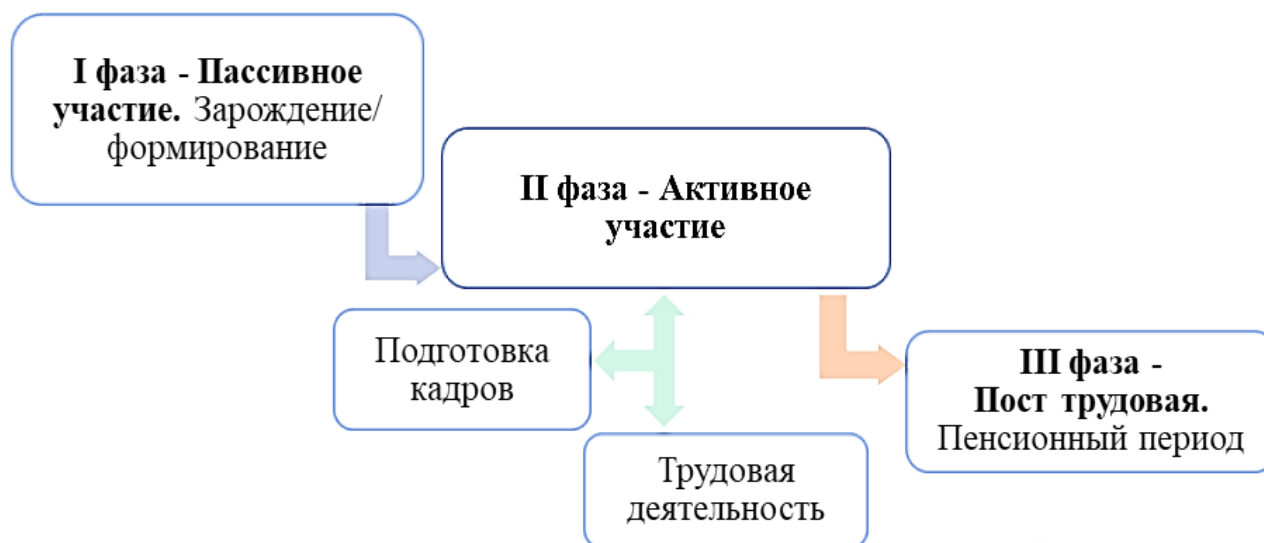 I фаза - Пассивное
участие. Зарождение/
формирование
II фаза - Активное
участие
Подготовка
кадров
Трудовая
деятельность
III фаза -
Пост трудовая.
Пенсионный период